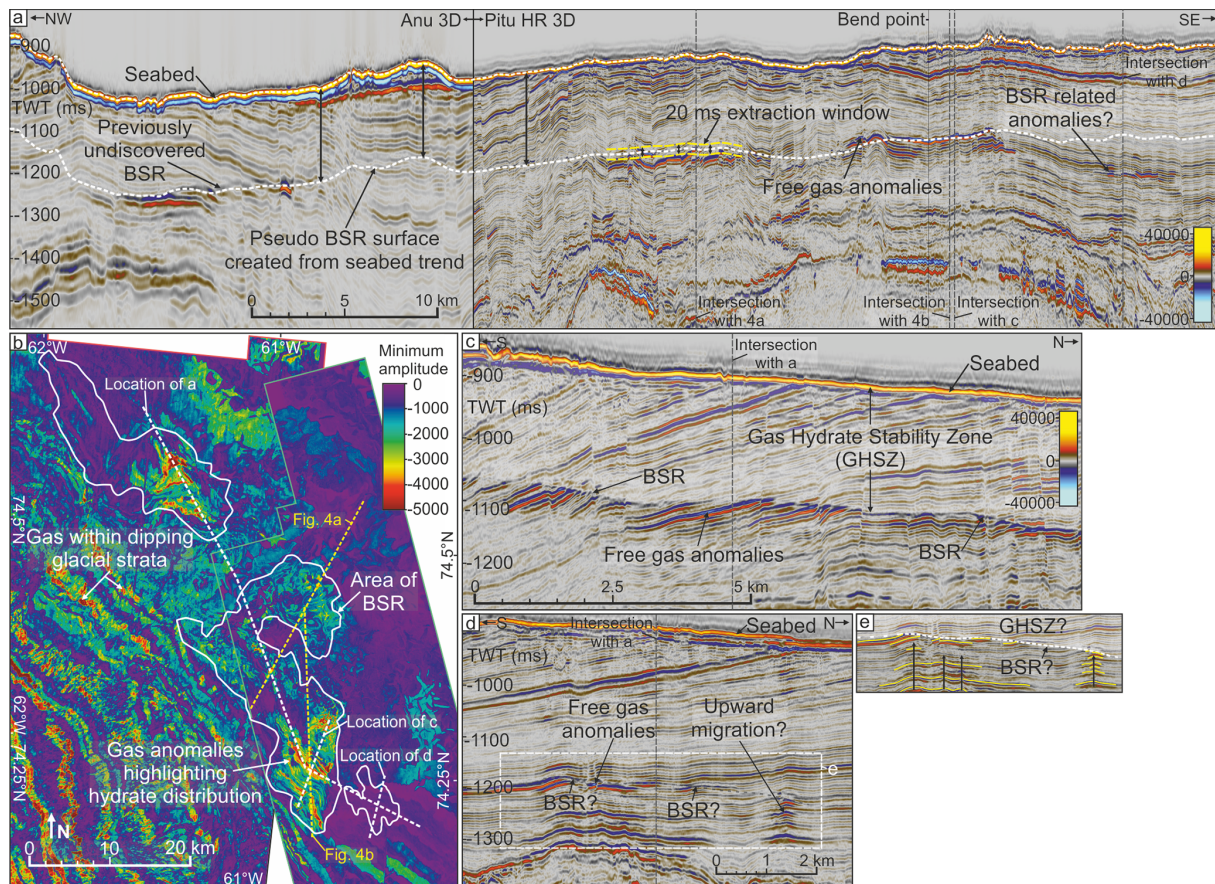 a
←NW
Anu 3D ↔ Pitu HR 3D
Bend point
SE→
-900
Seabed
-1000
TWT (ms)
Intersection
with d
-1100
Previously
undiscovered
BSR
20 ms extraction window
BSR related
anomalies?
-1200
Free gas anomalies
-1300
Pseudo BSR surface
created from seabed trend
-1400
-1500
0 5 10 km
Intersection
with 4a
Intersection
with 4b
Intersection
with c
40000
0
-40000
b
62°W
61°W
Minimum
amplitude
0
-1000
-2000
-3000
-4000
-5000
Location of a
74.5°N
Fig. 4a
Gas within dipping
glacial strata
74.5°N
Area of
BSR
62°W
74.25°N
Location of c
Location of d
Gas anomalies
highlighting
hydrate distribution
74.25°N
N
0 10 20 km
Fig. 4b
61°W
c
←S
N→
-900
Intersection
with a
Seabed
TWT (ms)
-1000
Gas Hydrate Stability Zone
(GHSZ)
40000
0
-40000
BSR
-1100
Free gas anomalies
BSR
-1200
0 2.5 5 km
d
←S
N→
Intersection
with a
Seabed
TWT (ms)
-1000
Free gas
anomalies
Upward
migration?
-1100
e
-1200
BSR?
BSR?
-1300
0 1 2 km
e
GHSZ?
BSR?